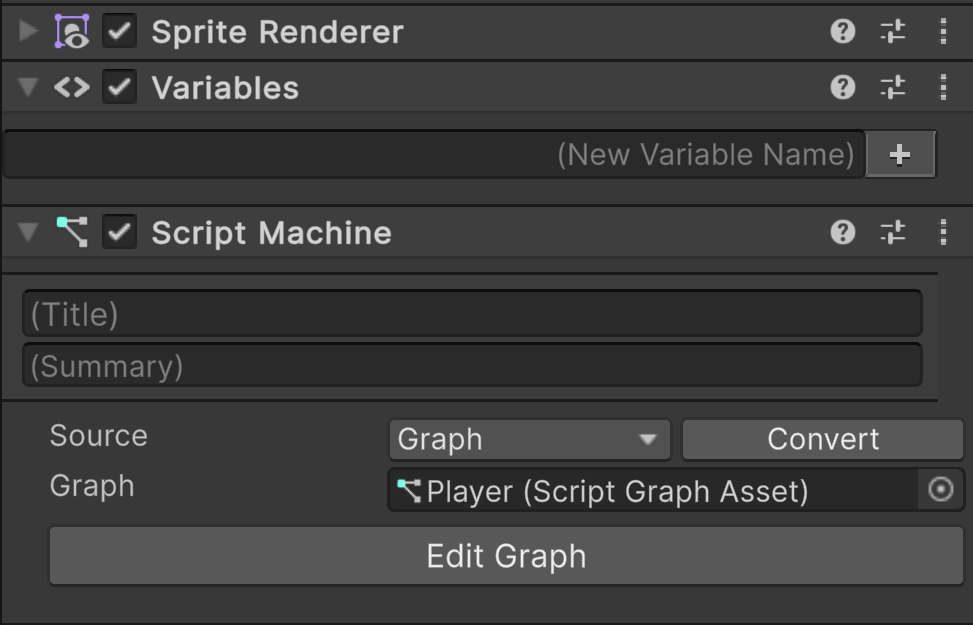 Sprite Renderer
Variables
(New Variable Name)
Script Machine
(Title)
(Summary)
Source Graph Convert
Graph Player (Script Graph Asset)
Edit Graph